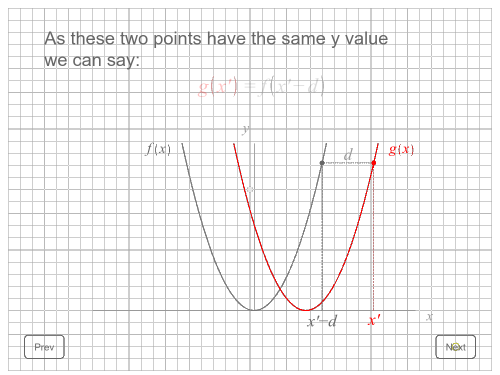 As these two points have the same y value
we can say:
g(x′) = f(x′−d)
y
f(x)
d
g(x)
x′−d
x′
x
Prev
Next